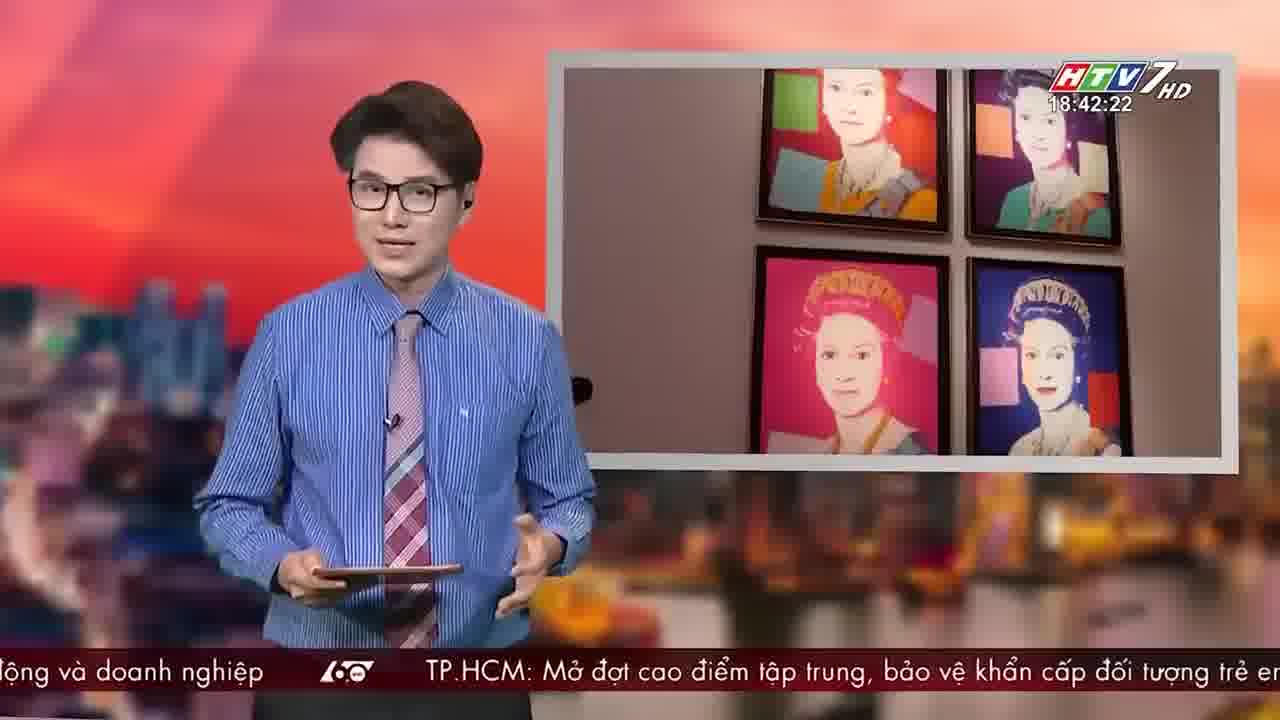 HTV7 HD
18:42:22
động và doanh nghiệp
60
TP.HCM: Mở đợt cao điểm tập trung, bảo vệ khẩn cấp đối tượng trẻ em